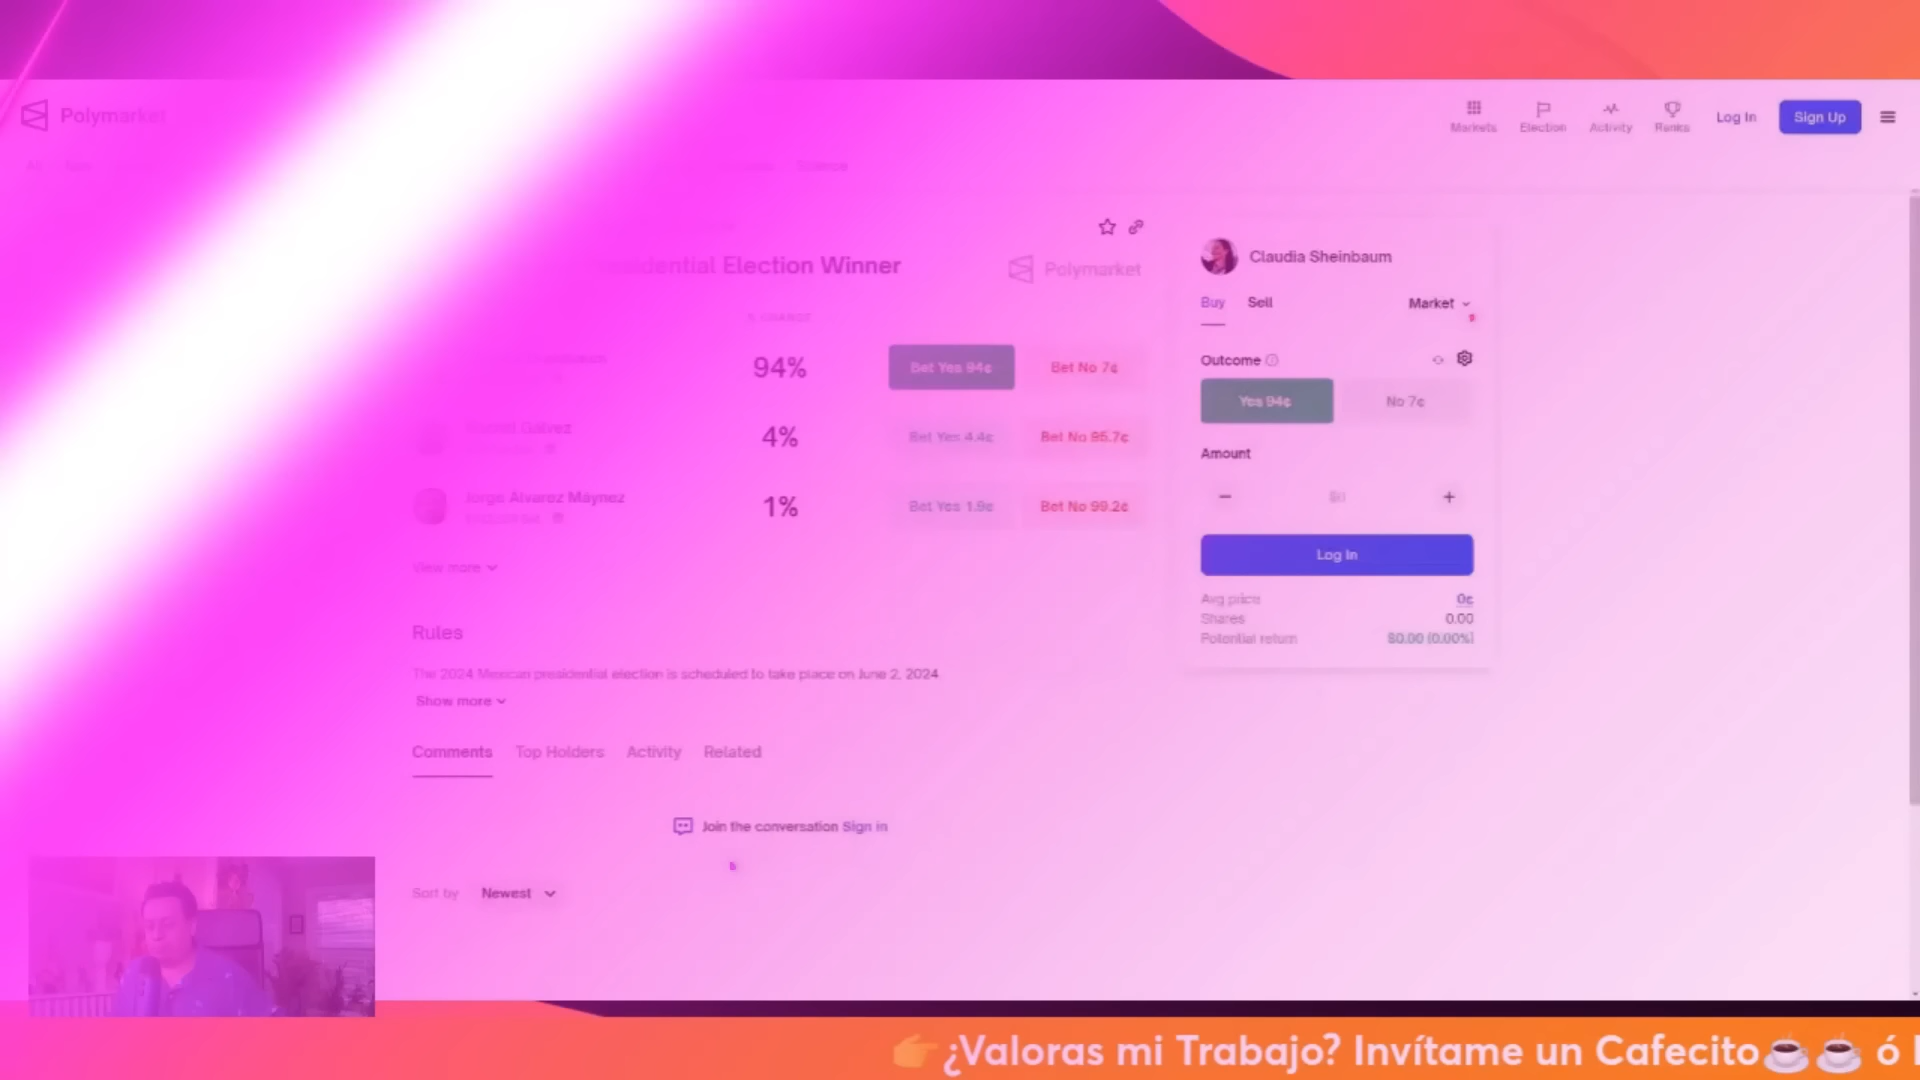 Polymarket
Markets
Election
Activity
Ranks
Log In
Sign Up
Science
Presidential Election Winner
Polymarket
% CHANCE
94%
Bet Yes 94¢
Bet No 7¢
Gálvez
4%
Bet Yes 4.4¢
Bet No 95.7¢
Jorge Álvarez Máynez
1%
Bet Yes 1.9¢
Bet No 99.2¢
View more
Rules
The 2024 Mexican presidential election is scheduled to take place on June 2, 2024
Show more
Comments
Top Holders
Activity
Related
Join the conversation Sign in
Sort by
Newest
Claudia Sheinbaum
Buy
Sell
Market
Outcome
Yes 94¢
No 7¢
Amount
−
$0
+
Log In
Avg price
0¢
Shares
0.00
Potential return
$0.00 (0.00%)
👉¿Valoras mi Trabajo? Invítame un Cafecito☕☕ ó